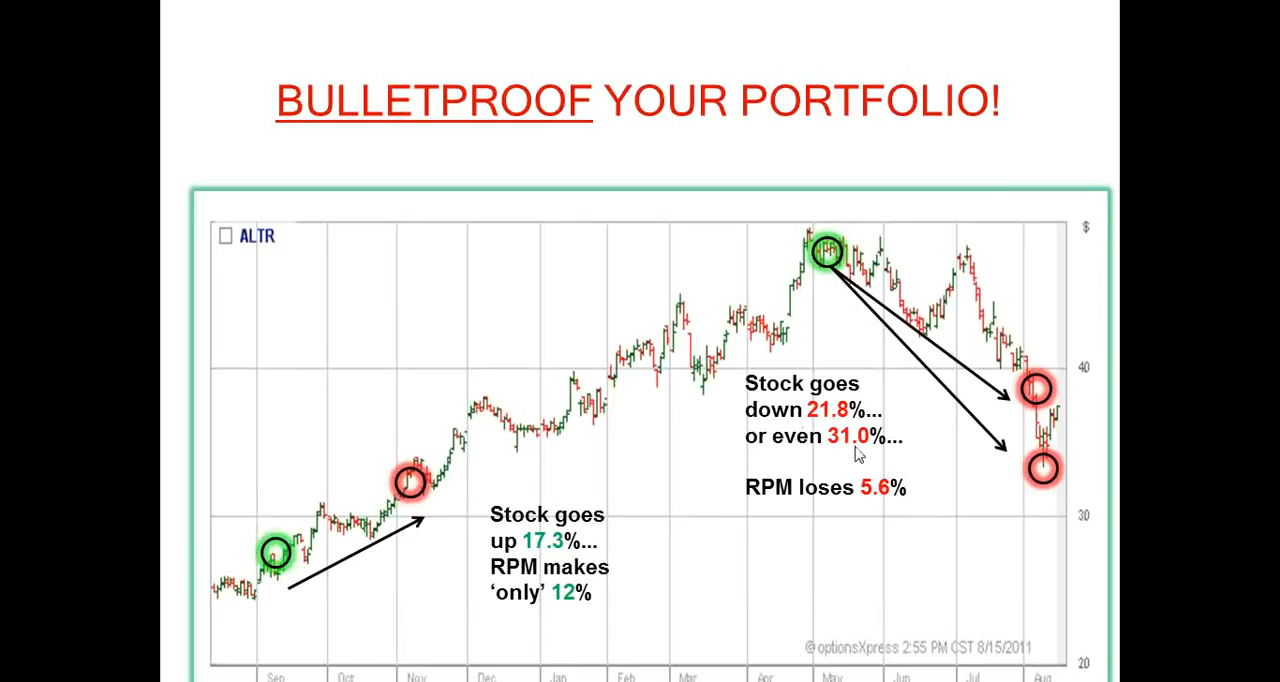 BULLETPROOF YOUR PORTFOLIO!
ALTR
$
Stock goes
down 21.8%...
or even 31.0%...
RPM loses 5.6%
40
30
20
Stock goes
up 17.3%...
RPM makes
‘only’ 12%
@ optionsXpress 2:55 PM CST 8/15/2011
Sep Oct Nov Dec Jan Feb Mar Apr May Jun Jul Aug